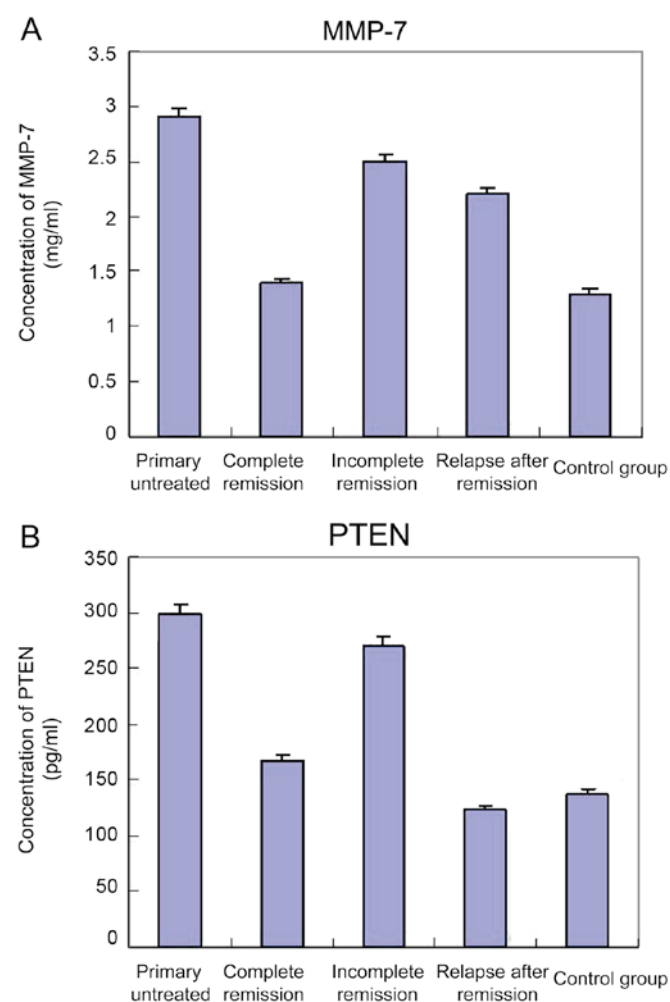 A
MMP-7
3.5
3
2.5
2
1.5
1
0.5
0
Concentration of MMP-7
(mg/ml)
Primary
untreated
Complete
remission
Incomplete
remission
Relapse after
remission
Control group
B
PTEN
350
300
250
200
150
100
50
0
Concentration of PTEN
(pg/ml)
Primary
untreated
Complete
remission
Incomplete
remission
Relapse after
remission
Control group